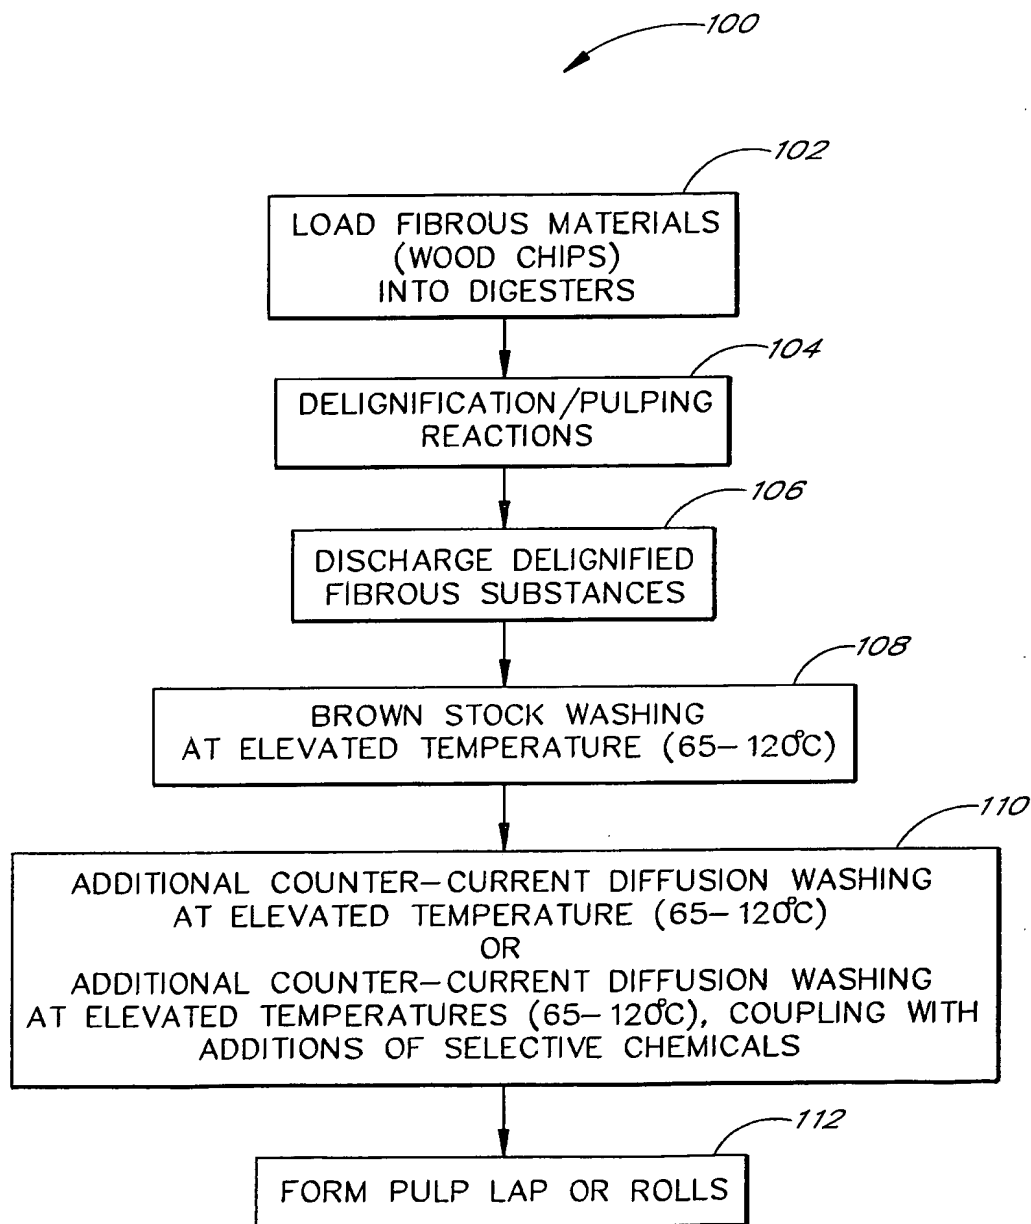 100
102
LOAD FIBROUS MATERIALS
(WOOD CHIPS)
INTO DIGESTERS
104
DELIGNIFICATION/PULPING
REACTIONS
106
DISCHARGE DELIGNIFIED
FIBROUS SUBSTANCES
108
BROWN STOCK WASHING
AT ELEVATED TEMPERATURE (65–120°C)
110
ADDITIONAL COUNTER–CURRENT DIFFUSION WASHING
AT ELEVATED TEMPERATURE (65–120°C)
OR
ADDITIONAL COUNTER–CURRENT DIFFUSION WASHING
AT ELEVATED TEMPERATURES (65–120°C), COUPLING WITH
ADDITIONS OF SELECTIVE CHEMICALS
112
FORM PULP LAP OR ROLLS